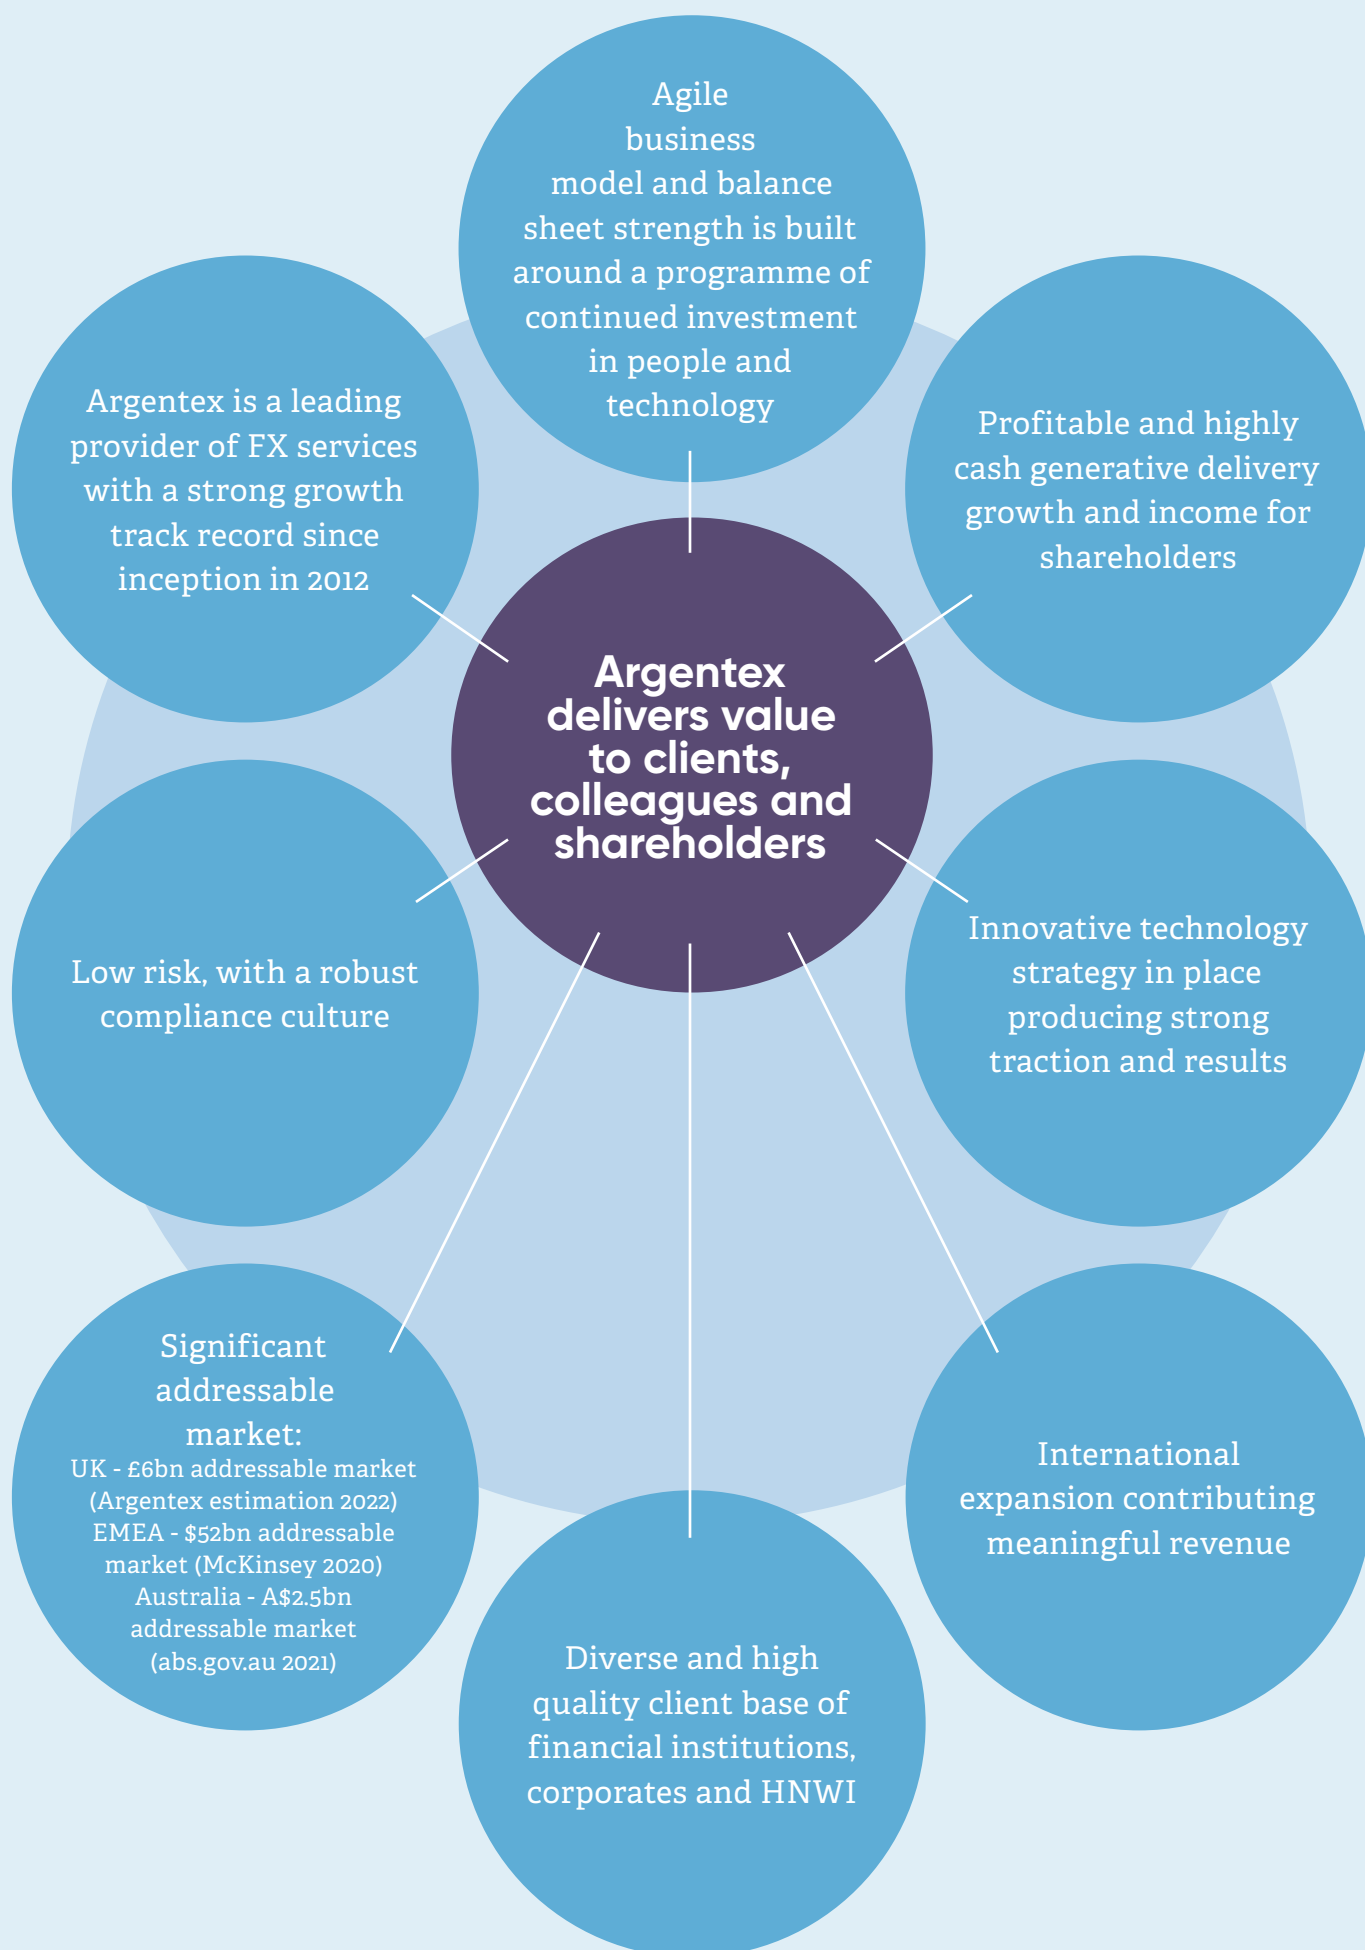 Agile
business
model and balance
sheet strength is built
around a programme of
continued investment
in people and
technology
Argentex is a leading
provider of FX services
with a strong growth
track record since
inception in 2012
Profitable and highly
cash generative delivery
growth and income for
shareholders
Argentex
delivers value
to clients,
colleagues and
shareholders
Low risk, with a robust
compliance culture
Innovative technology
strategy in place
producing strong
traction and results
Significant
addressable
market:
UK - £6bn addressable market
(Argentex estimation 2022)
EMEA - $52bn addressable
market (McKinsey 2020)
Australia - A$2.5bn
addressable market
(abs.gov.au 2021)
International
expansion contributing
meaningful revenue
Diverse and high
quality client base of
financial institutions,
corporates and HNWI